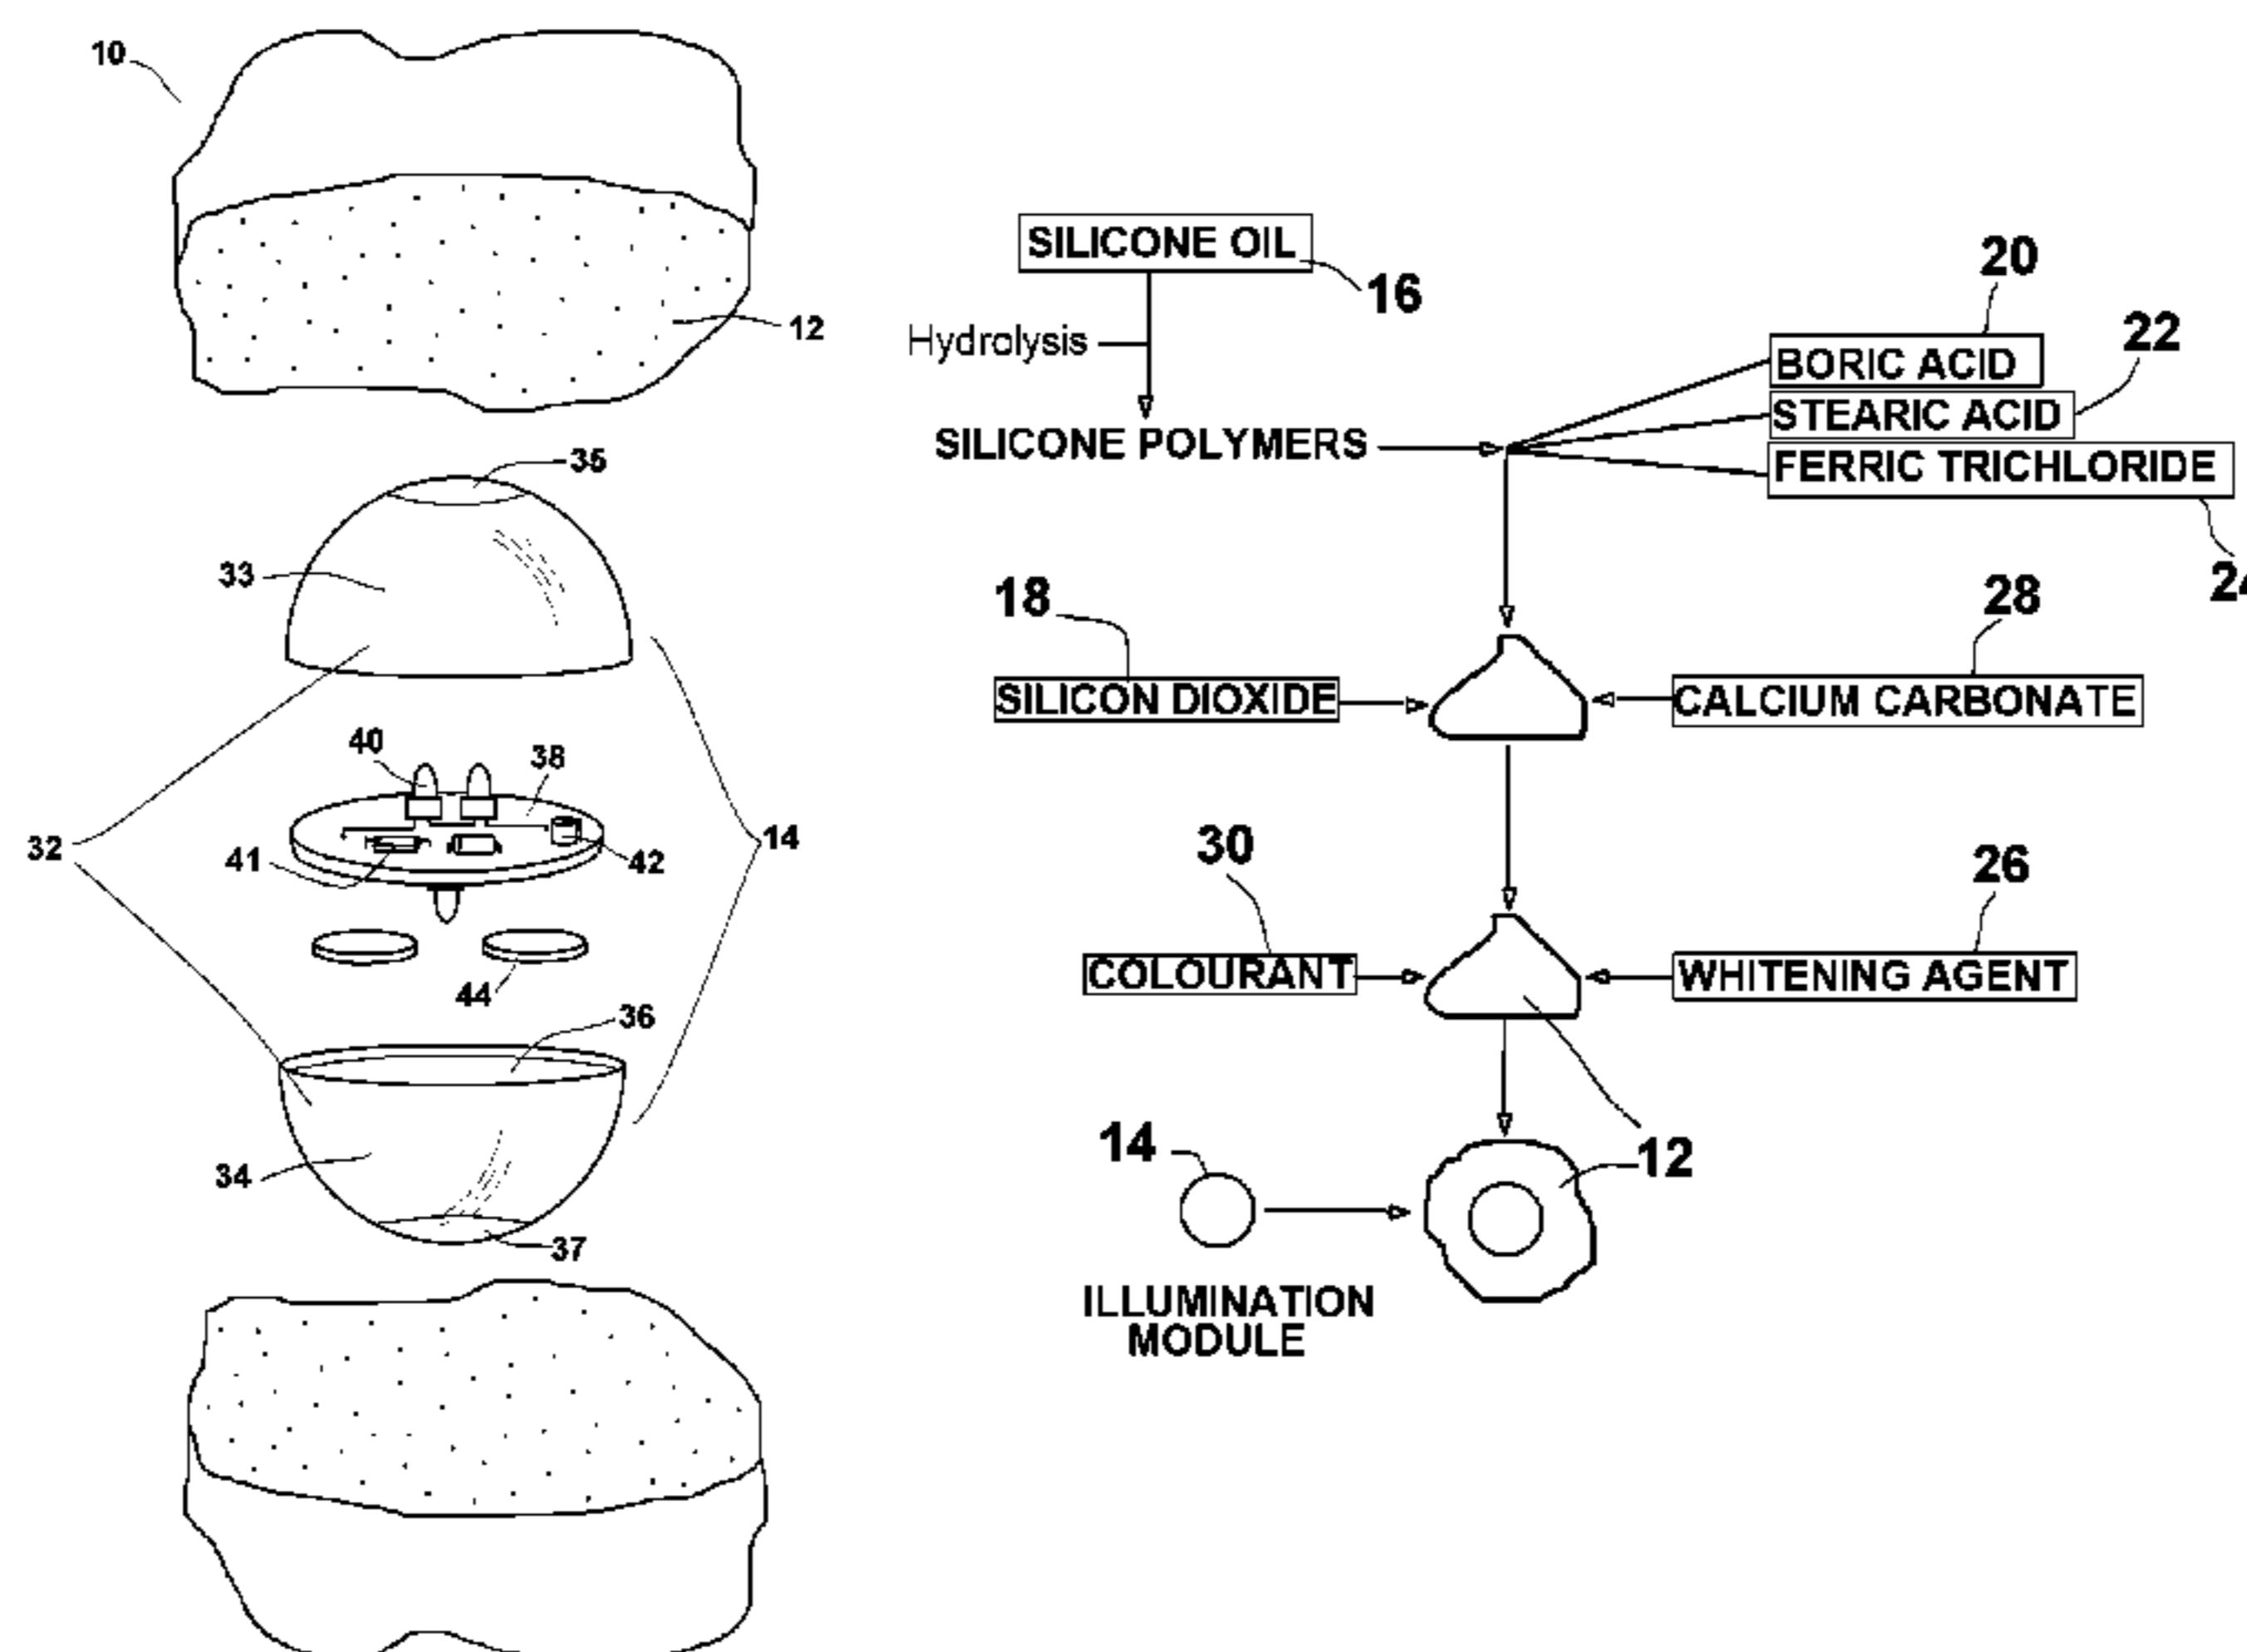 10
12
35
33
40
38
32
14
41
42
44
36
34
37
SILICONE OIL
16
Hydrolysis
20
BORIC ACID
22
STEARIC ACID
SILICONE POLYMERS
FERRIC TRICHLORIDE
18
28
SILICON DIOXIDE
CALCIUM CARBONATE
30
26
COLOURANT
WHITENING AGENT
14
12
ILLUMINATION
MODULE